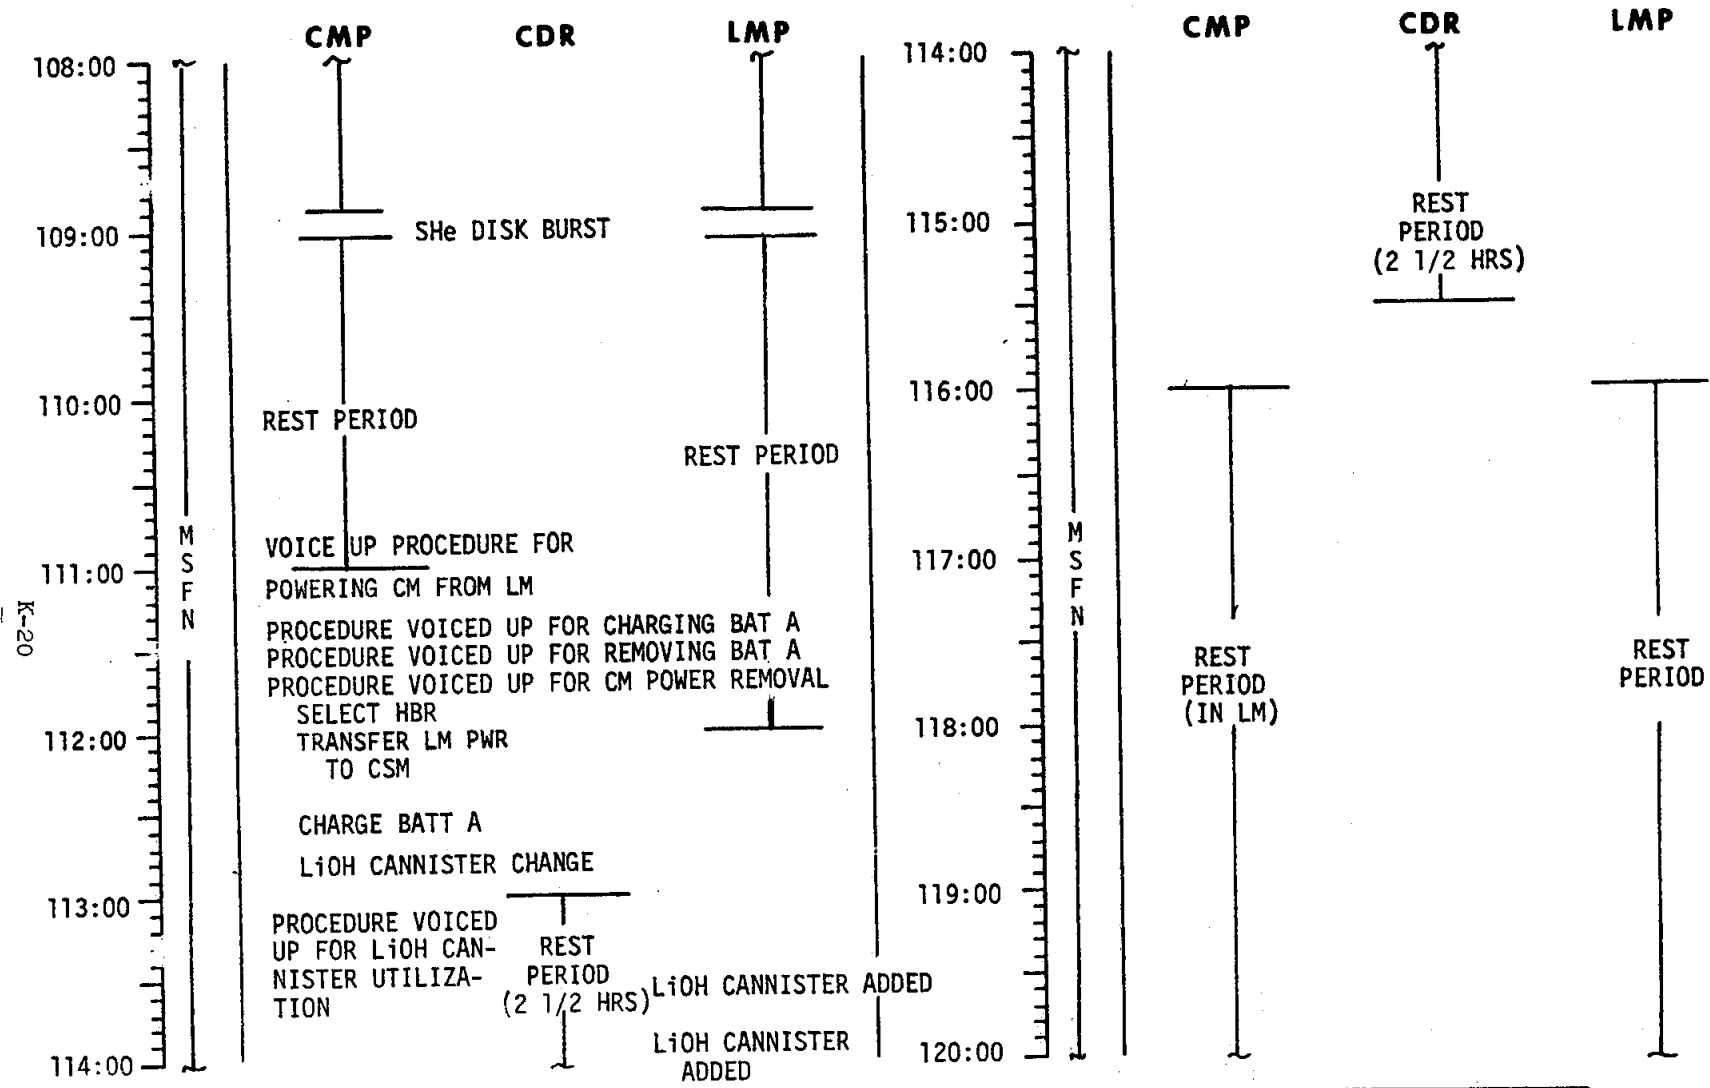 CMP CDR LMP
108:00
109:00
SHe DISK BURST
110:00
REST PERIOD
REST PERIOD
VOICE UP PROCEDURE FOR
111:00
POWERING CM FROM LM
M
S
F
N
PROCEDURE VOICED UP FOR CHARGING BAT A
PROCEDURE VOICED UP FOR REMOVING BAT A
PROCEDURE VOICED UP FOR CM POWER REMOVAL
SELECT HBR
112:00
TRANSFER LM PWR
TO CSM
CHARGE BATT A
LiOH CANNISTER CHANGE
113:00
PROCEDURE VOICED
UP FOR LiOH CAN-
NISTER UTILIZA-
TION
REST
PERIOD
(2 1/2 HRS)
LiOH CANNISTER ADDED
LiOH CANNISTER
ADDED
114:00
K-20
CMP CDR LMP
114:00
115:00
REST
PERIOD
(2 1/2 HRS)
116:00
117:00
M
S
F
N
REST
PERIOD
(IN LM)
REST
PERIOD
118:00
119:00
120:00